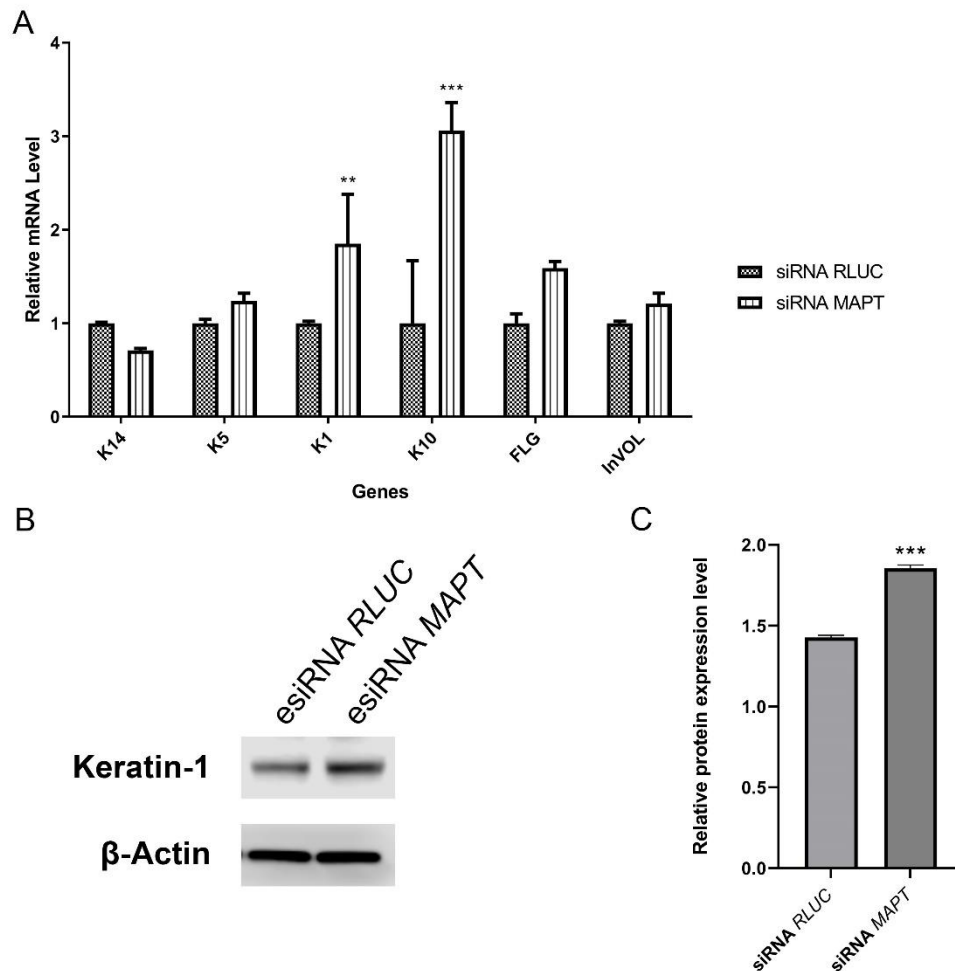 A
4
3
2
1
0
Relative mRNA Level
**
***
K14
K5
K1
K10
FLG
InVOL
Genes
siRNA RLUC
siRNA MAPT
B
esiRNA RLUC
esiRNA MAPT
Keratin-1
β-Actin
C
2.0
1.5
1.0
0.5
0.0
Relative protein expression level
***
siRNA RLUC
siRNA MAPT